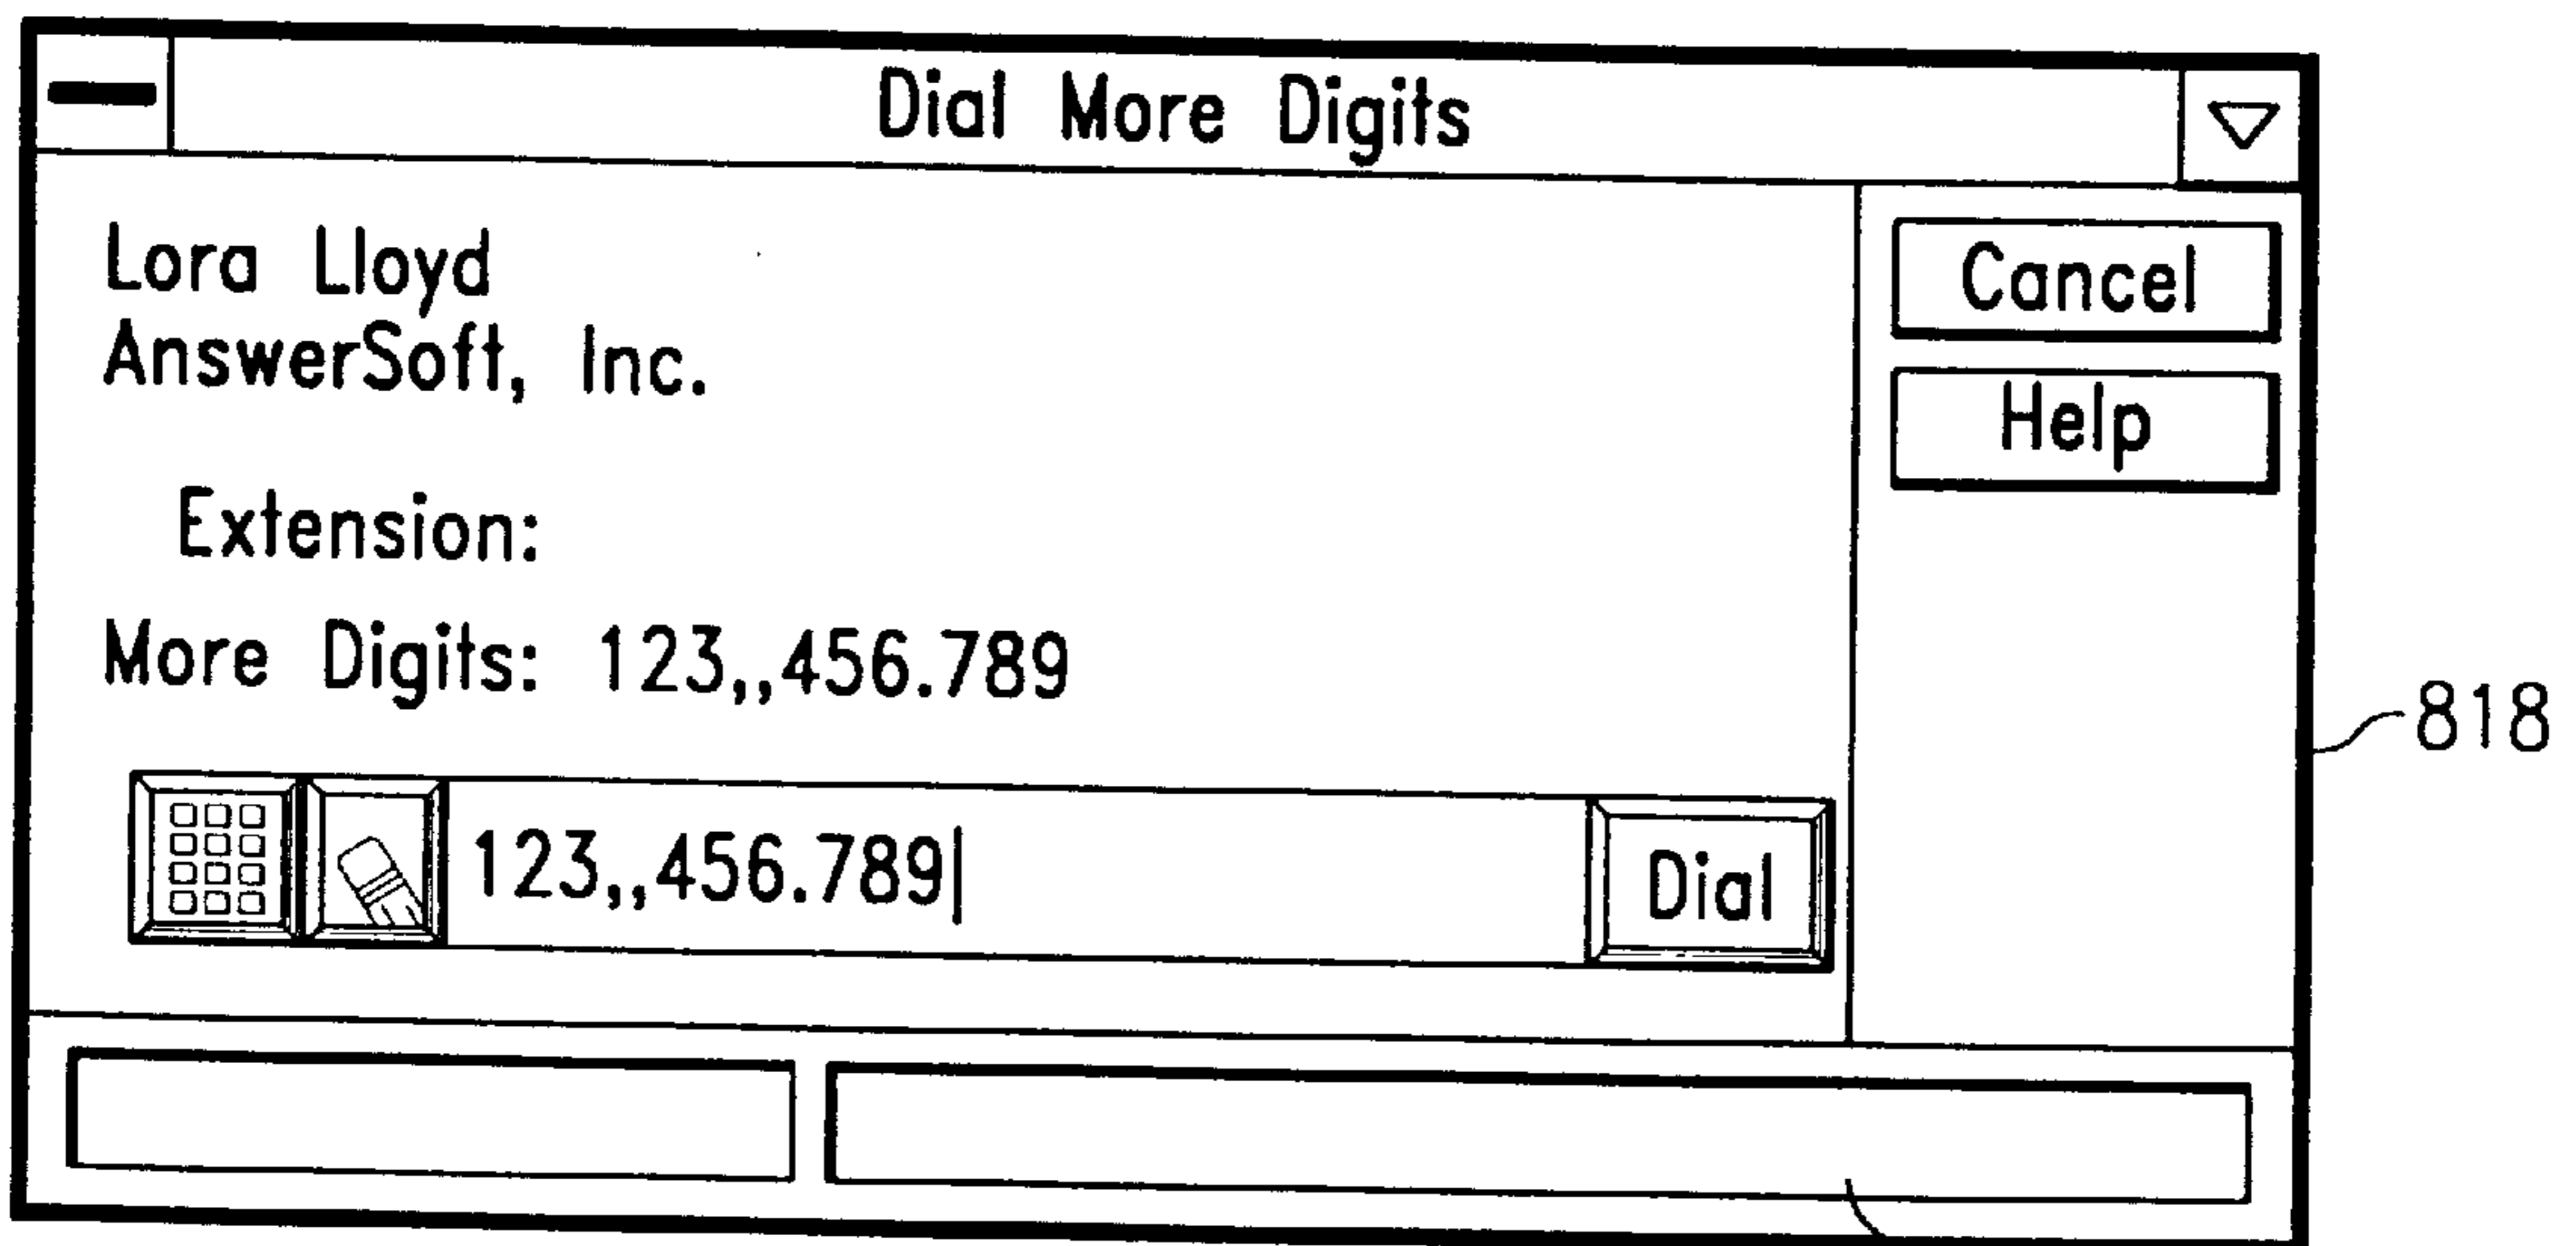 Dial More Digits
Lora Lloyd
AnswerSoft, Inc.
Cancel
Help
Extension:
More Digits: 123,,456.789
818
123,,456.789
Dial